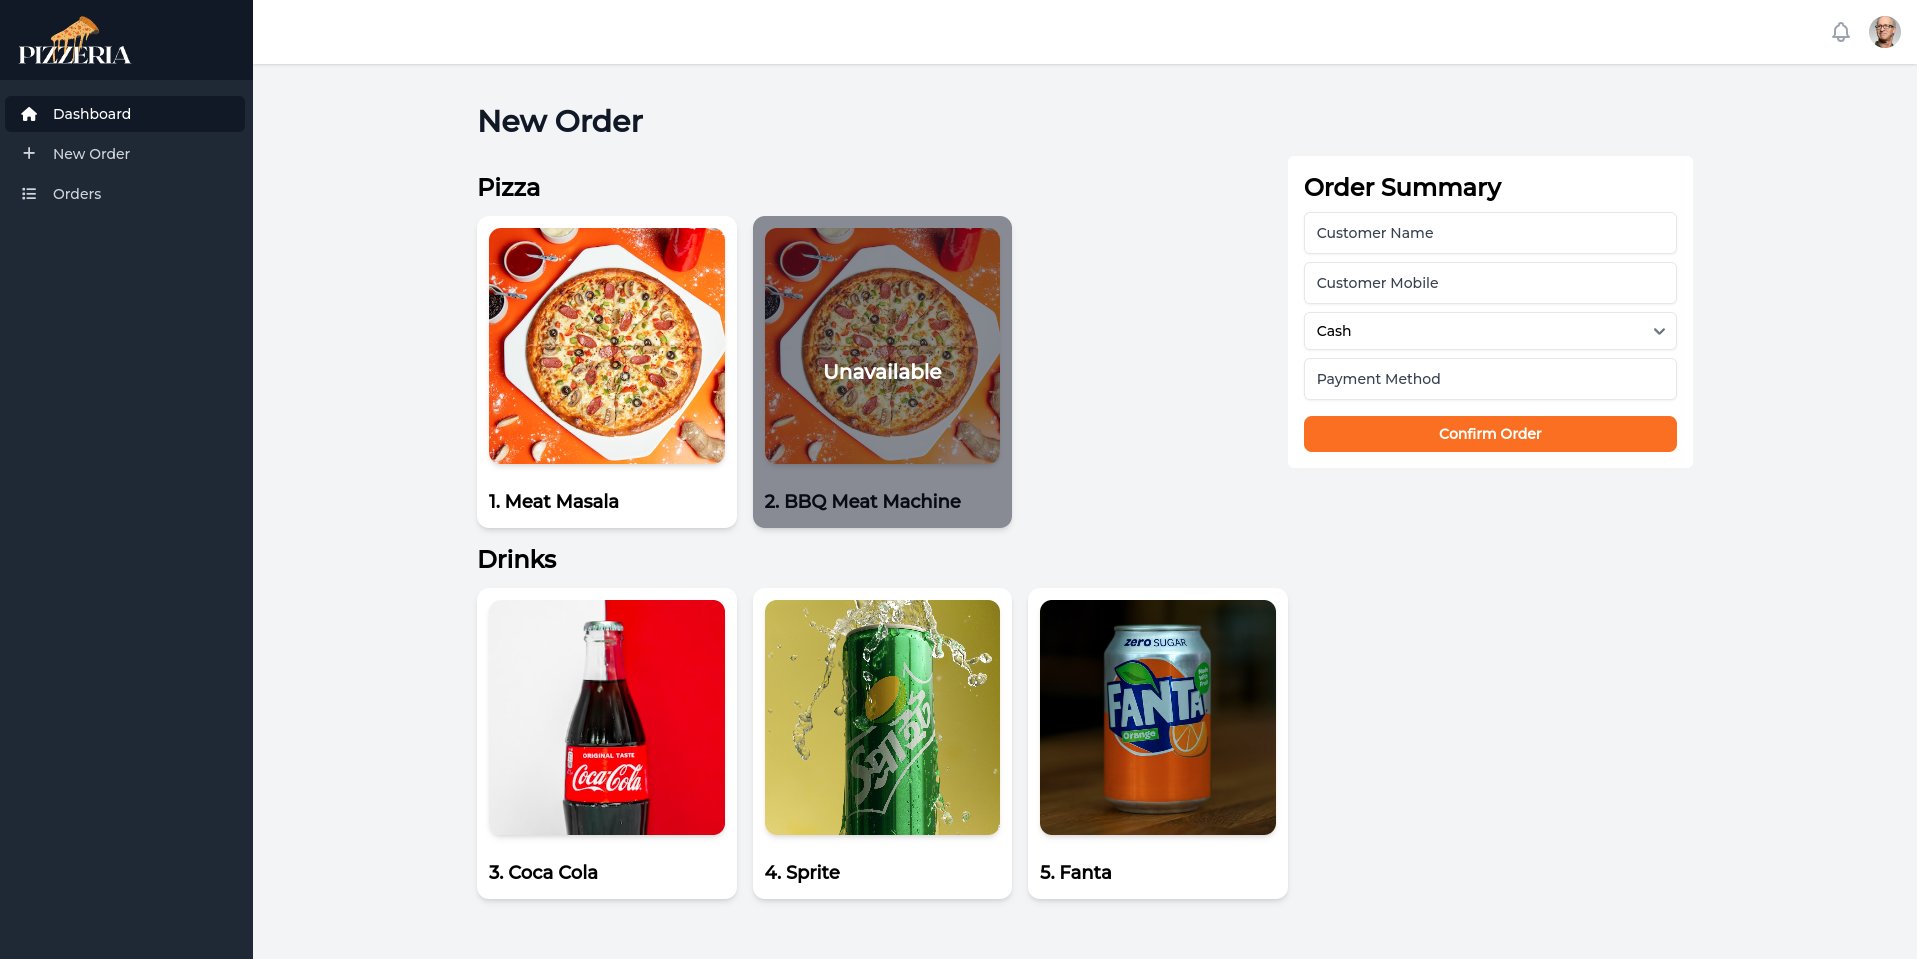 PIZZERIA
Dashboard
New Order
Orders
New Order
Pizza
Unavailable
1. Meat Masala
2. BBQ Meat Machine
Drinks
ORIGINAL TASTE
Coca-Cola
Sprite
zero SUGAR
FANTA
Orange
3. Coca Cola
4. Sprite
5. Fanta
Order Summary
Customer Name
Customer Mobile
Cash
Payment Method
Confirm Order